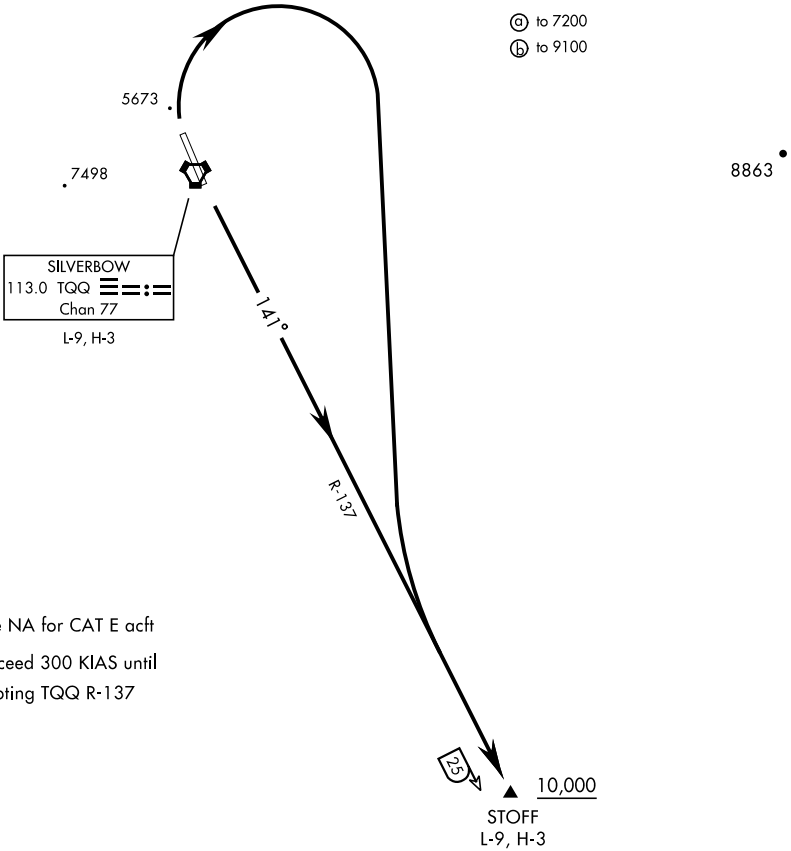 ⓐ to 7200
ⓑ to 9100
5673
7498
8863
SILVERBOW
113.0 TQQ
Chan 77
L-9, H-3
141°
R-137
NA for CAT E acft
ceed 300 KIAS until
oting TQQ R-137
25
10,000
STOFF
L-9, H-3